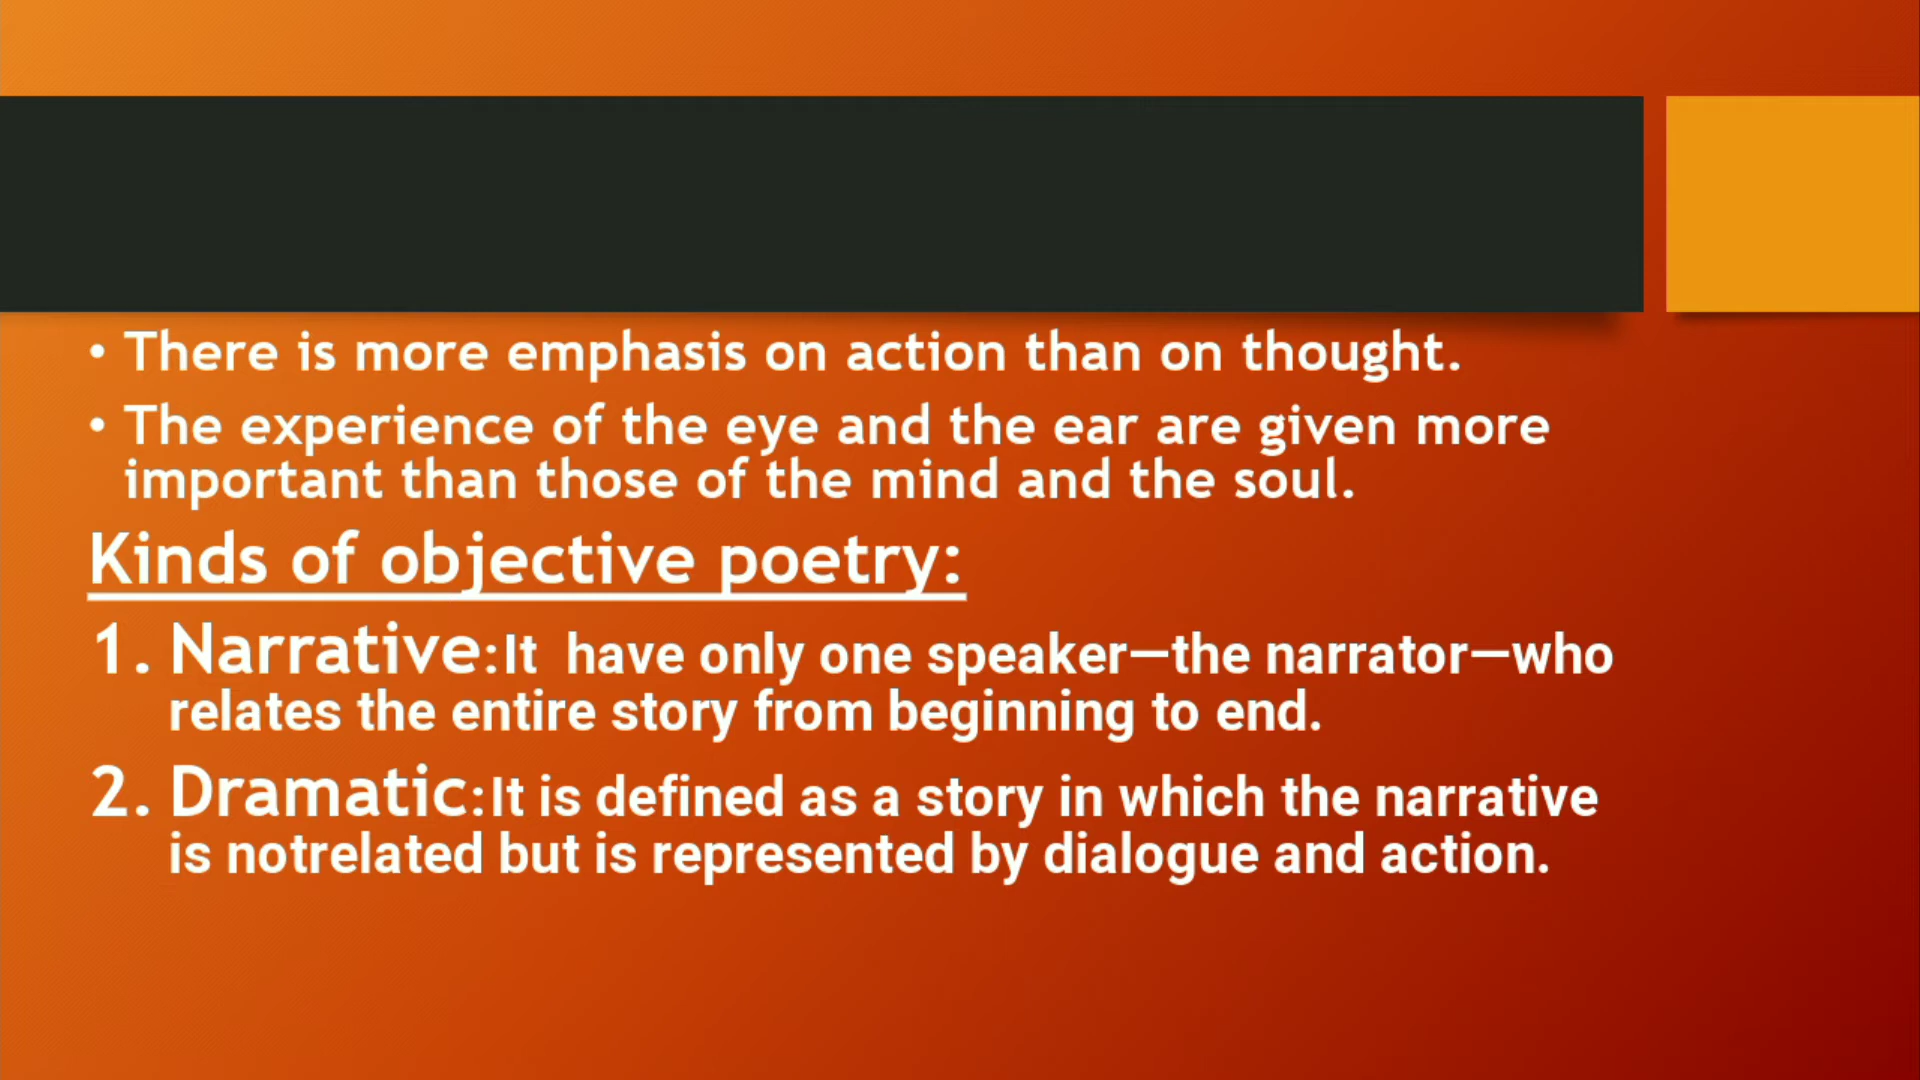 • There is more emphasis on action than on thought.
• The experience of the eye and the ear are given more
important than those of the mind and the soul.
Kinds of objective poetry:
1. Narrative:It have only one speaker—the narrator—who
relates the entire story from beginning to end.
2. Dramatic:It is defined as a story in which the narrative
is notrelated but is represented by dialogue and action.